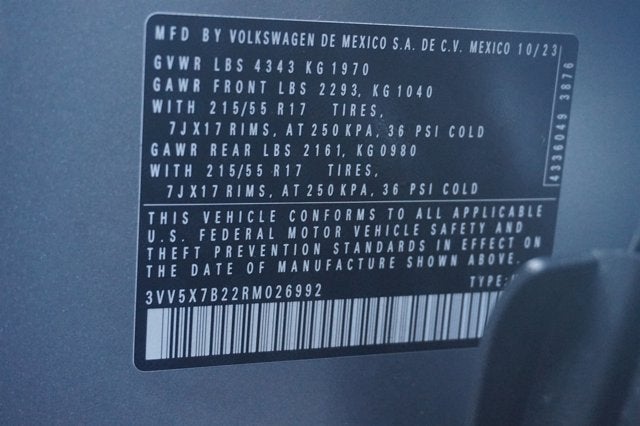 MFD BY VOLKSWAGEN DE MEXICO S.A. DE C.V. MEXICO 10/23
GVWR LBS 4343 KG 1970
GAWR FRONT LBS 2293, KG 1040
WITH 215/55 R17 TIRES,
7JX17 RIMS, AT 250 KPA, 36 PSI COLD
GAWR REAR LBS 2161, KG 0980
WITH 215/55 R17 TIRES,
7JX17 RIMS, AT 250 KPA, 36 PSI COLD
4336049 3876
THIS VEHICLE CONFORMS TO ALL APPLICABLE
U.S. FEDERAL MOTOR VEHICLE SAFETY AND
THEFT PREVENTION STANDARDS IN EFFECT ON
THE DATE OF MANUFACTURE SHOWN ABOVE.
3VV5X7B22RM026992 TYPE: